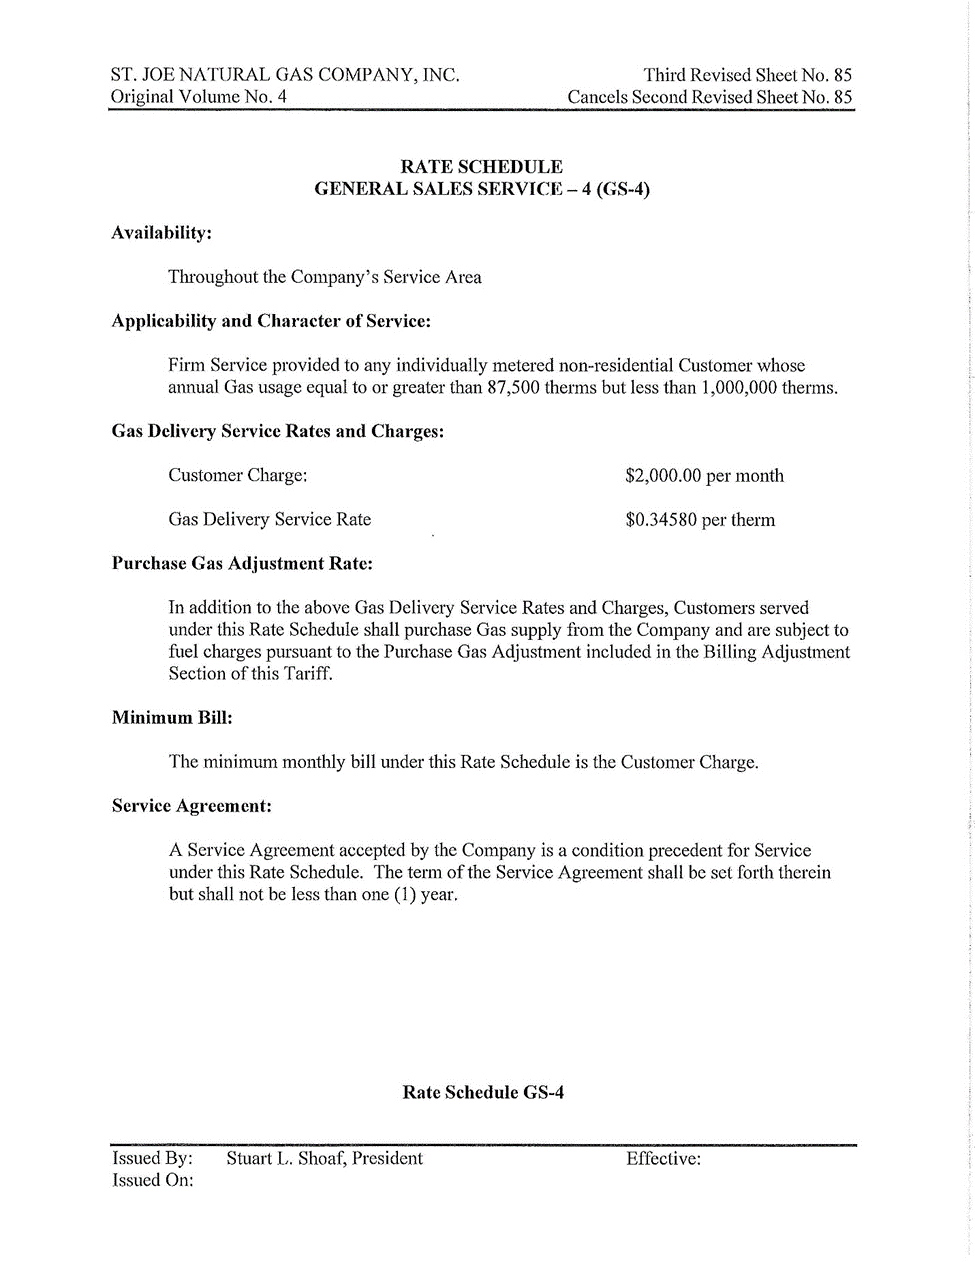 ST. JOE NATURAL GAS COMPANY, INC. Third Revised Sheet No. 85
Original Volume No. 4 Cancels Second Revised Sheet No. 85
RATE SCHEDULE
GENERAL SALES SERVICE – 4 (GS-4)
Availability:
Throughout the Company's Service Area
Applicability and Character of Service:
Firm Service provided to any individually metered non-residential Customer whose
annual Gas usage equal to or greater than 87,500 therms but less than 1,000,000 therms.
Gas Delivery Service Rates and Charges:
Customer Charge: $2,000.00 per month
Gas Delivery Service Rate $0.34580 per therm
Purchase Gas Adjustment Rate:
In addition to the above Gas Delivery Service Rates and Charges, Customers served
under this Rate Schedule shall purchase Gas supply from the Company and are subject to
fuel charges pursuant to the Purchase Gas Adjustment included in the Billing Adjustment
Section of this Tariff.
Minimum Bill:
The minimum monthly bill under this Rate Schedule is the Customer Charge.
Service Agreement:
A Service Agreement accepted by the Company is a condition precedent for Service
under this Rate Schedule. The term of the Service Agreement shall be set forth therein
but shall not be less than one (1) year.
Rate Schedule GS-4
Issued By: Stuart L. Shoaf, President Effective:
Issued On: